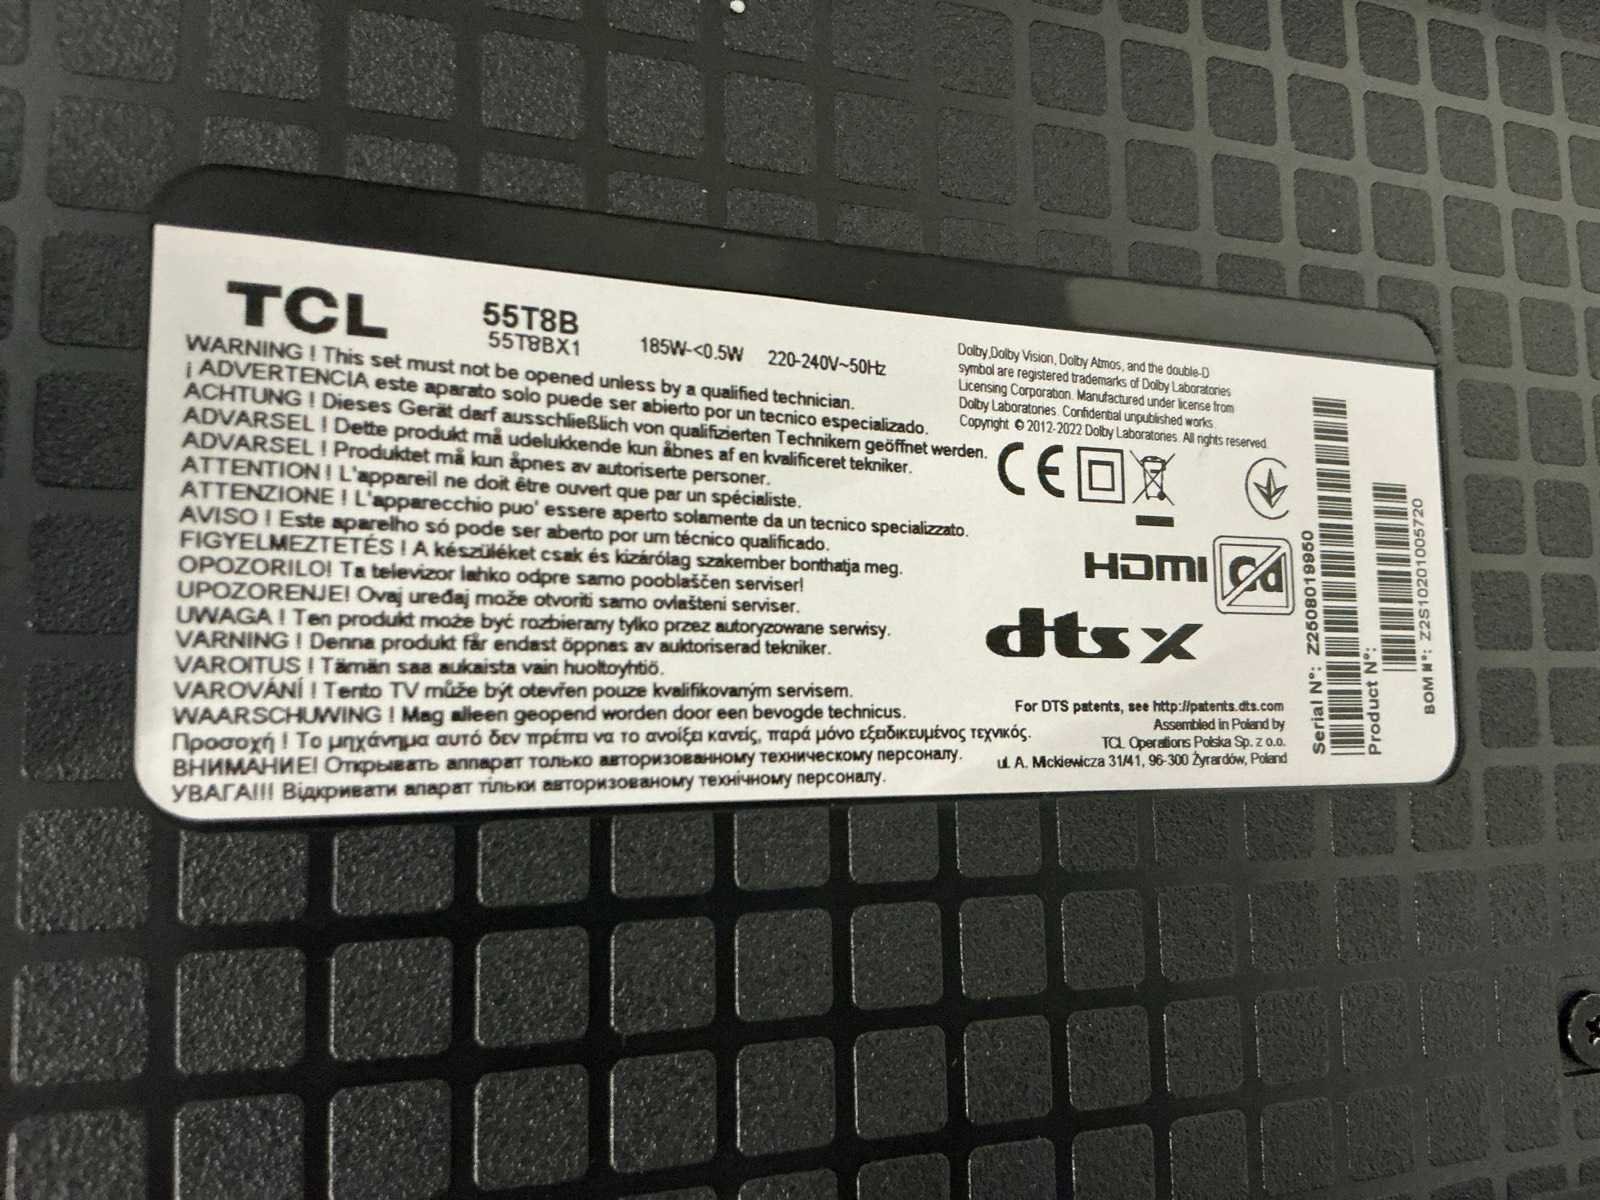 TCL
55T8B
55T8BX1
185W-<0.5W
220-240V~50Hz
WARNING ! This set must not be opened unless by a qualified technician.
¡ ADVERTENCIA este aparato solo puede ser abierto por un tecnico especializado.
ACHTUNG ! Dieses Gerät darf ausschließlich von qualifizierten Technikern geöffnet werden.
ADVARSEL ! Dette produkt må udelukkende kun åbnes af en kvalificeret tekniker.
ADVARSEL ! Produktet må kun åpnes av autoriserte personer.
ATTENTION ! L'appareil ne doit être ouvert que par un spécialiste.
ATTENZIONE ! L'apparecchio puo' essere aperto solamente da un tecnico specializzato.
AVISO ! Este aparelho só pode ser aberto por um técnico qualificado.
FIGYELMEZTETÉS ! A készüléket csak és kizárólag szakember bonthatja meg.
OPOZORILO! Ta televizor lahko odpre samo pooblaščen serviser!
UPOZORENJE! Ovaj uređaj može otvoriti samo ovlašteni serviser.
UWAGA ! Ten produkt może być rozbierany tylko przez autoryzowane serwisy.
VARNING ! Denna produkt får endast öppnas av auktoriserad tekniker.
VAROITUS ! Tämän saa aukaista vain huoltoyhtiö.
VAROVÁNÍ ! Tento TV může být otevřen pouze kvalifikovaným servisem.
WAARSCHUWING ! Mag alleen geopend worden door een bevogde technicus.
Προσοχή ! Το μηχάνημα αυτό δεν πρέπει να το ανοίξει κανείς, παρά μόνο εξειδικευμένος τεχνικός.
ВНИМАНИЕ! Открывать аппарат только авторизованному техническому персоналу.
УВАГА!!! Відкривати апарат тільки авторизованому технічному персоналу.
Dolby,Dolby Vision, Dolby Atmos, and the double-D
symbol are registered trademarks of Dolby Laboratories
Licensing Corporation. Manufactured under license from
Dolby Laboratories. Confidential unpublished works.
Copyright © 2012-2022 Dolby Laboratories. All rights reserved.
CE
HDMI
Cd
dts X
For DTS patents, see http://patents.dts.com
Assembled in Poland by
TCL Operations Polska Sp. z o.o.
ul. A. Mickiewicza 31/41, 96-300 Żyrardów, Poland
Serial N°: Z2508019950
Product N°:
BOM N°: Z2S10201005720